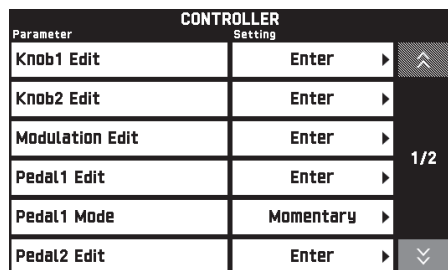 CONTROLLER
Parameter Setting
Knob1 Edit Enter
Knob2 Edit Enter
Modulation Edit Enter
1/2
Pedal1 Edit Enter
Pedal1 Mode Momentary
Pedal2 Edit Enter